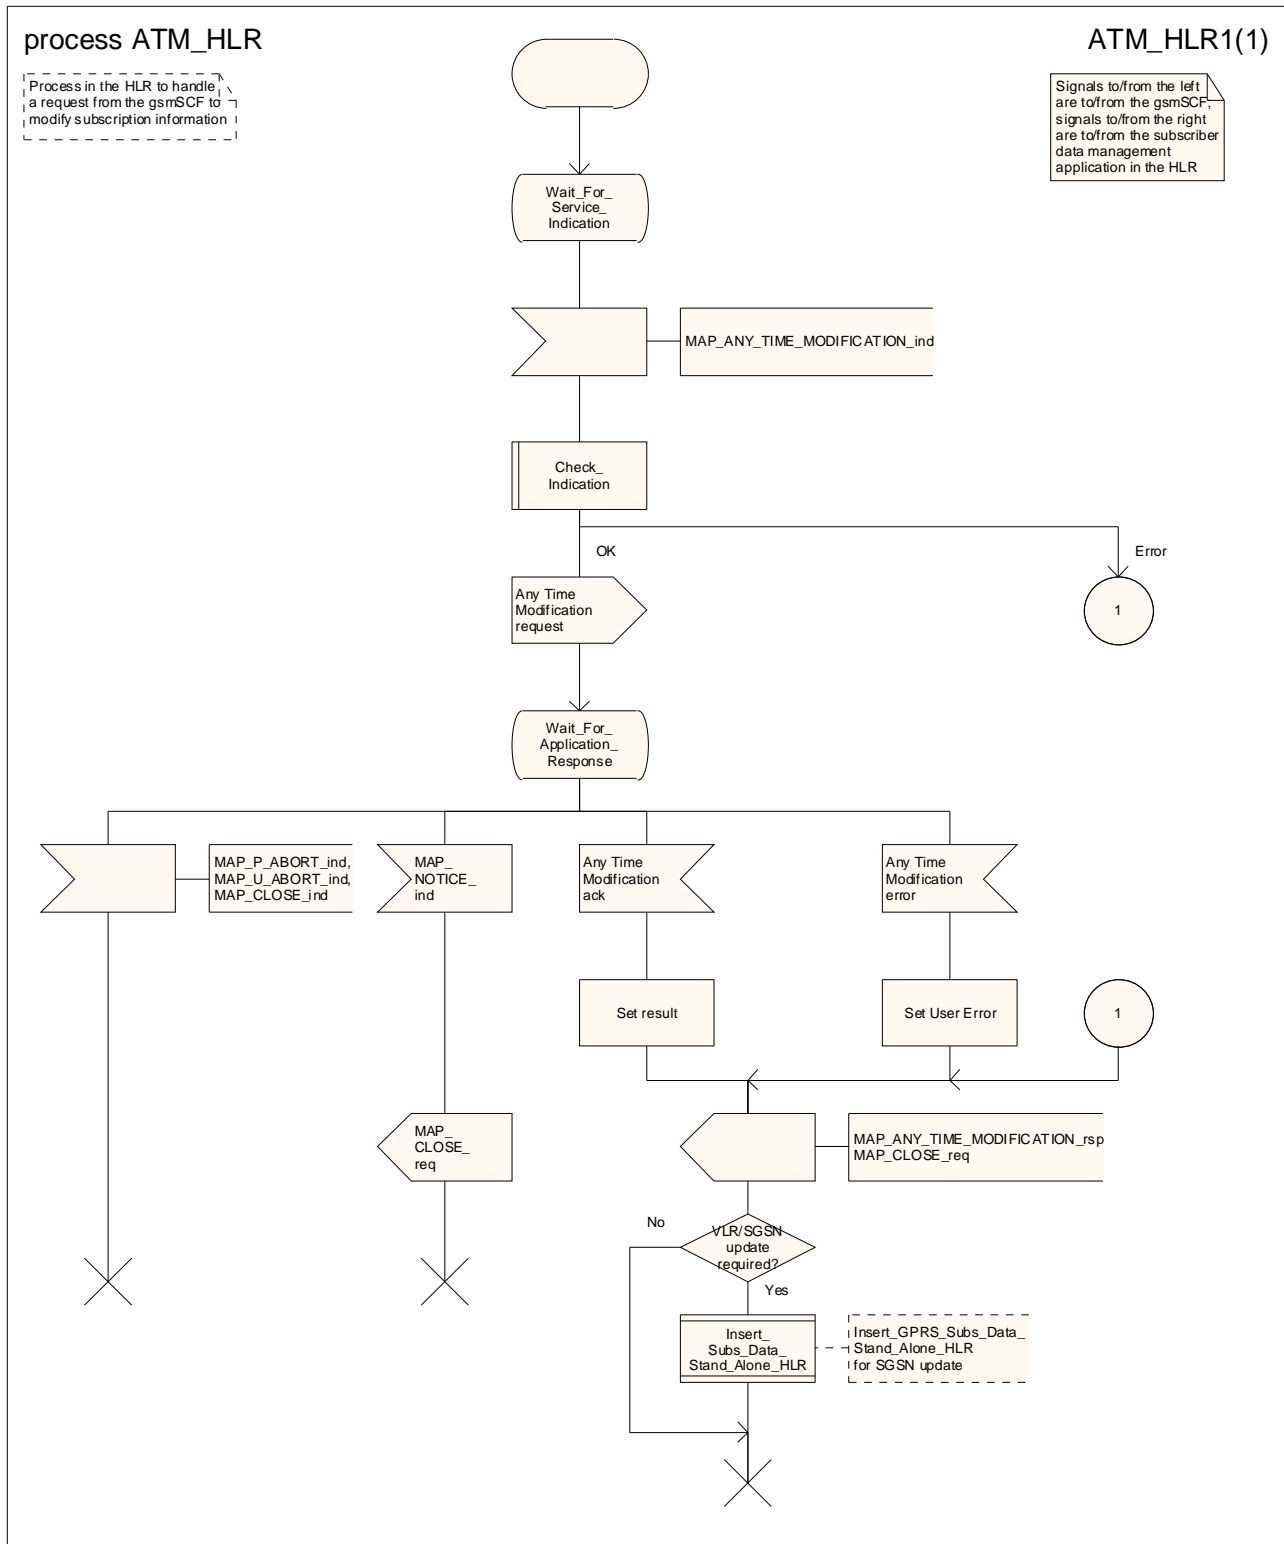 process ATM_HLR
ATM_HLR1(1)
Process in the HLR to handle
a request from the gsmSCF to
modify subscription information
Signals to/from the left
are to/from the gsmSCF;
signals to/from the right
are to/from the subscriber
data management
application in the HLR
Wait_For_
Service_
Indication
MAP_ANY_TIME_MODIFICATION_ind
Check_
Indication
OK
Error
Any Time
Modification
request
1
Wait_For_
Application_
Response
MAP_P_ABORT_ind,
MAP_U_ABORT_ind,
MAP_CLOSE_ind
MAP_
NOTICE_
ind
Any Time
Modification
ack
Any Time
Modification
error
Set result
Set User Error
1
MAP_
CLOSE_
req
MAP_ANY_TIME_MODIFICATION_rsp
MAP_CLOSE_req
No
VLR/SGSN
update
required?
Yes
Insert_
Subs_Data_
Stand_Alone_HLR
Insert_GPRS_Subs_Data_
Stand_Alone_HLR
for SGSN update